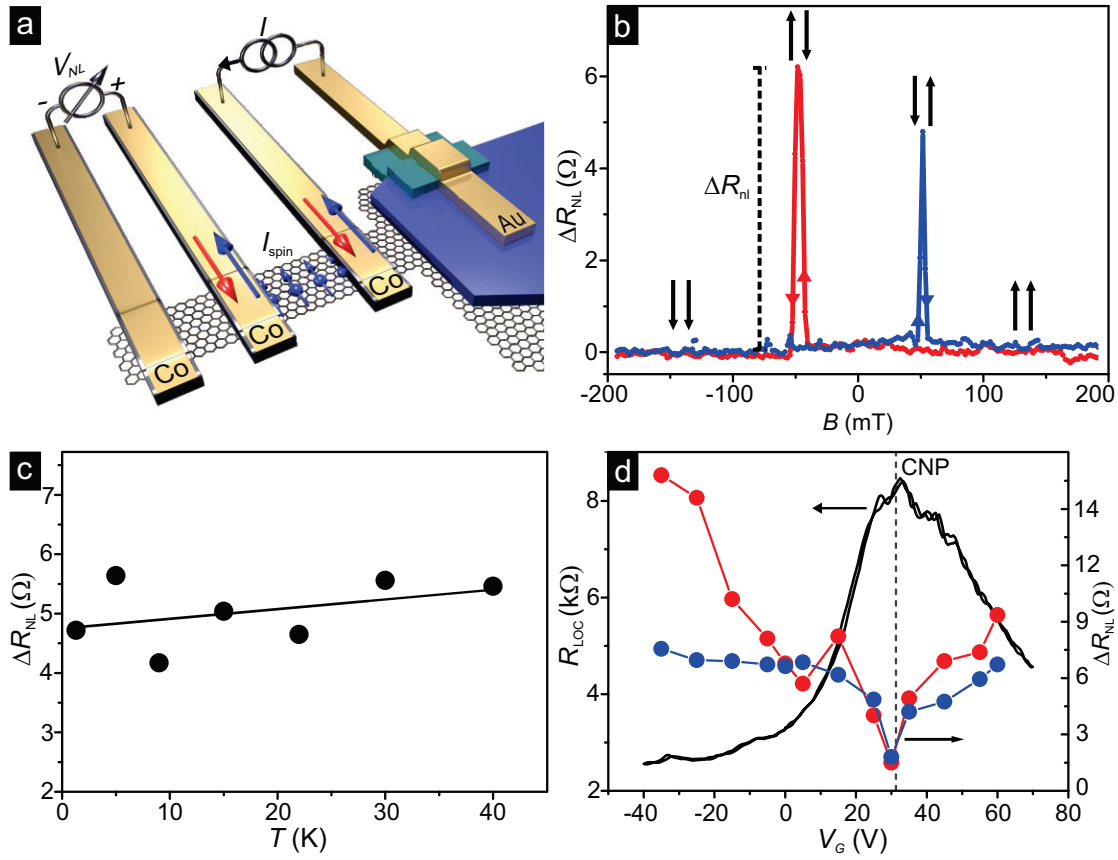 a
V_NL
- +
I
I_spin
Au
Co
Co
Co
b
ΔR_NL (Ω)
6
4
2
0
ΔR_nl
-200 -100 0 100 200
B (mT)
c
ΔR_NL (Ω)
7
6
5
4
3
2
0 10 20 30 40
T (K)
d
CNP
R_LOC (kΩ)
8
6
4
2
ΔR_NL (Ω)
15
12
9
6
3
0
-40 -20 0 20 40 60 80
V_G (V)